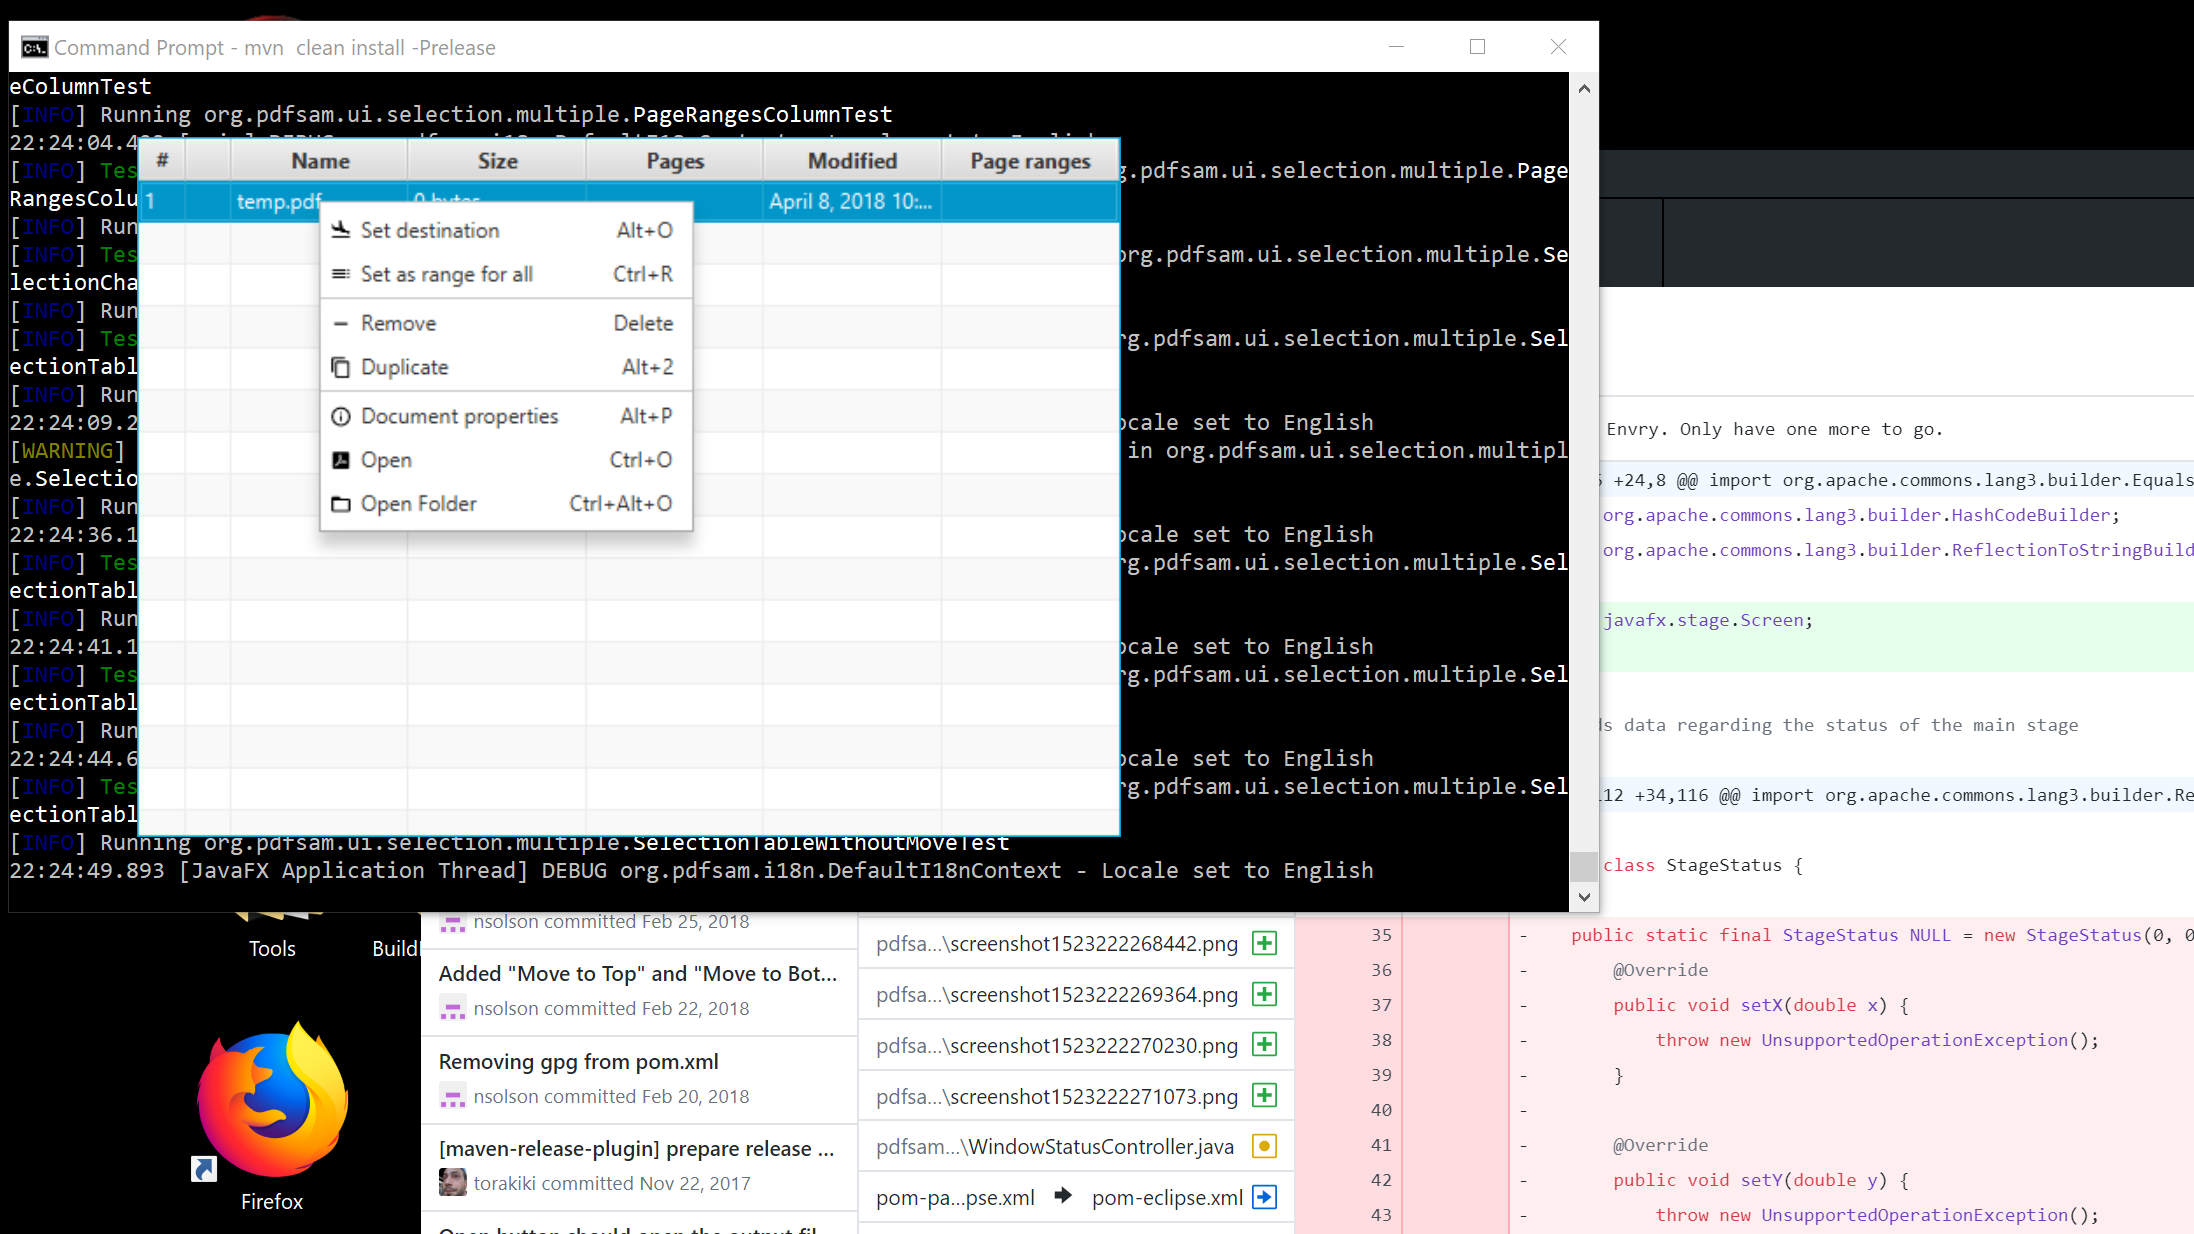 Command Prompt - mvn  clean install -Prelease
eColumnTest
[INFO] Running org.pdfsam.ui.selection.multiple.PageRangesColumnTest
22:24:04.4
# Name Size Pages Modified Page ranges
[INFO] Tes g.pdfsam.ui.selection.multiple.Page
RangesColu
1 temp.pdf 0 bytes April 8, 2018 10:...
[INFO] Run
Set destination Alt+O
[INFO] Tes org.pdfsam.ui.selection.multiple.Se
Set as range for all Ctrl+R
lectionCha
[INFO] Run
Remove Delete
[INFO] Tes rg.pdfsam.ui.selection.multiple.Sel
ectionTabl
Duplicate Alt+2
[INFO] Run
Document properties Alt+P
22:24:09.2 ocale set to English
[WARNING] in org.pdfsam.ui.selection.multipl
Open Ctrl+O
e.Selectio
Open Folder Ctrl+Alt+O
[INFO] Run
22:24:36.1 ocale set to English
[INFO] Tes rg.pdfsam.ui.selection.multiple.Sel
ectionTabl
[INFO] Run
22:24:41.1 ocale set to English
[INFO] Tes rg.pdfsam.ui.selection.multiple.Sel
ectionTabl
[INFO] Run
22:24:44.6 ocale set to English
[INFO] Tes rg.pdfsam.ui.selection.multiple.Sel
ectionTabl
[INFO] Running org.pdfsam.ui.selection.multiple.SelectionTableWithoutMoveTest
22:24:49.893 [JavaFX Application Thread] DEBUG org.pdfsam.i18n.DefaultI18nContext - Locale set to English
Envry. Only have one more to go.
+24,8 @@ import org.apache.commons.lang3.builder.Equals
org.apache.commons.lang3.builder.HashCodeBuilder;
org.apache.commons.lang3.builder.ReflectionToStringBuild
javafx.stage.Screen;
ds data regarding the status of the main stage
112 +34,116 @@ import org.apache.commons.lang3.builder.Re
class StageStatus {
35 - public static final StageStatus NULL = new StageStatus(0, 0
36 - @Override
37 - public void setX(double x) {
38 - throw new UnsupportedOperationException();
39 - }
40 -
41 - @Override
42 - public void setY(double y) {
43 - throw new UnsupportedOperationException();
Tools
Build
Firefox
nsolson committed Feb 25, 2018
Added "Move to Top" and "Move to Bot...
nsolson committed Feb 22, 2018
Removing gpg from pom.xml
nsolson committed Feb 20, 2018
[maven-release-plugin] prepare release ...
torakiki committed Nov 22, 2017
Open button should open the output fil
pdfsa...\screenshot1523222268442.png
pdfsa...\screenshot1523222269364.png
pdfsa...\screenshot1523222270230.png
pdfsa...\screenshot1523222271073.png
pdfsam...\WindowStatusController.java
pom-pa...pse.xml → pom-eclipse.xml